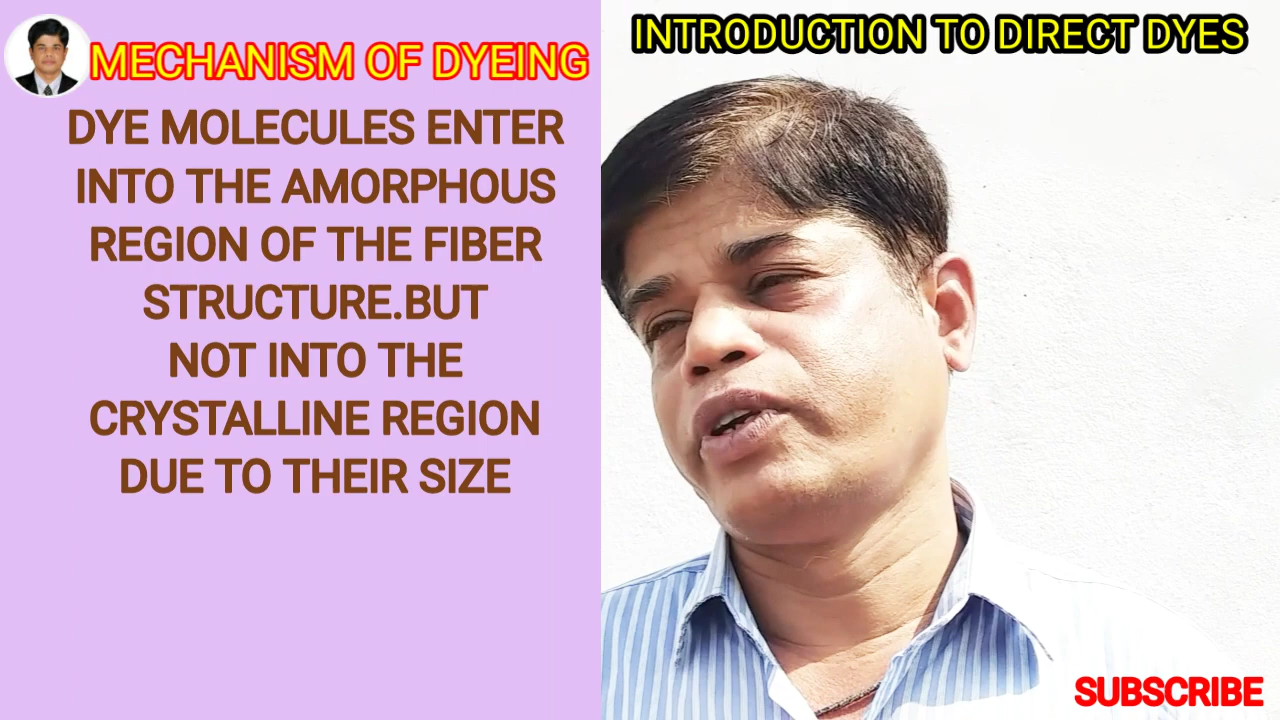 MECHANISM OF DYEING
DYE MOLECULES ENTER
INTO THE AMORPHOUS
REGION OF THE FIBER
STRUCTURE.BUT
NOT INTO THE
CRYSTALLINE REGION
DUE TO THEIR SIZE
INTRODUCTION TO DIRECT DYES
SUBSCRIBE